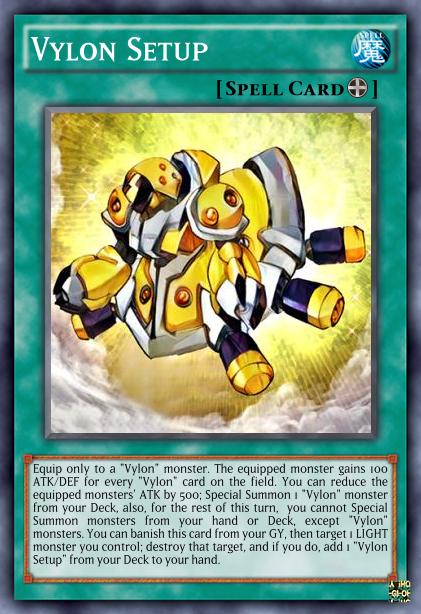 Vylon Setup
SPELL
魔
[Spell Card]
Equip only to a "Vylon" monster. The equipped monster gains 100
ATK/DEF for every "Vylon" card on the field. You can reduce the
equipped monsters' ATK by 500; Special Summon 1 "Vylon" monster
from your Deck, also, for the rest of this turn, you cannot Special
Summon monsters from your hand or Deck, except "Vylon"
monsters. You can banish this card from your GY, then target 1 LIGHT
monster you control; destroy that target, and if you do, add 1 "Vylon
Setup" from your Deck to your hand.